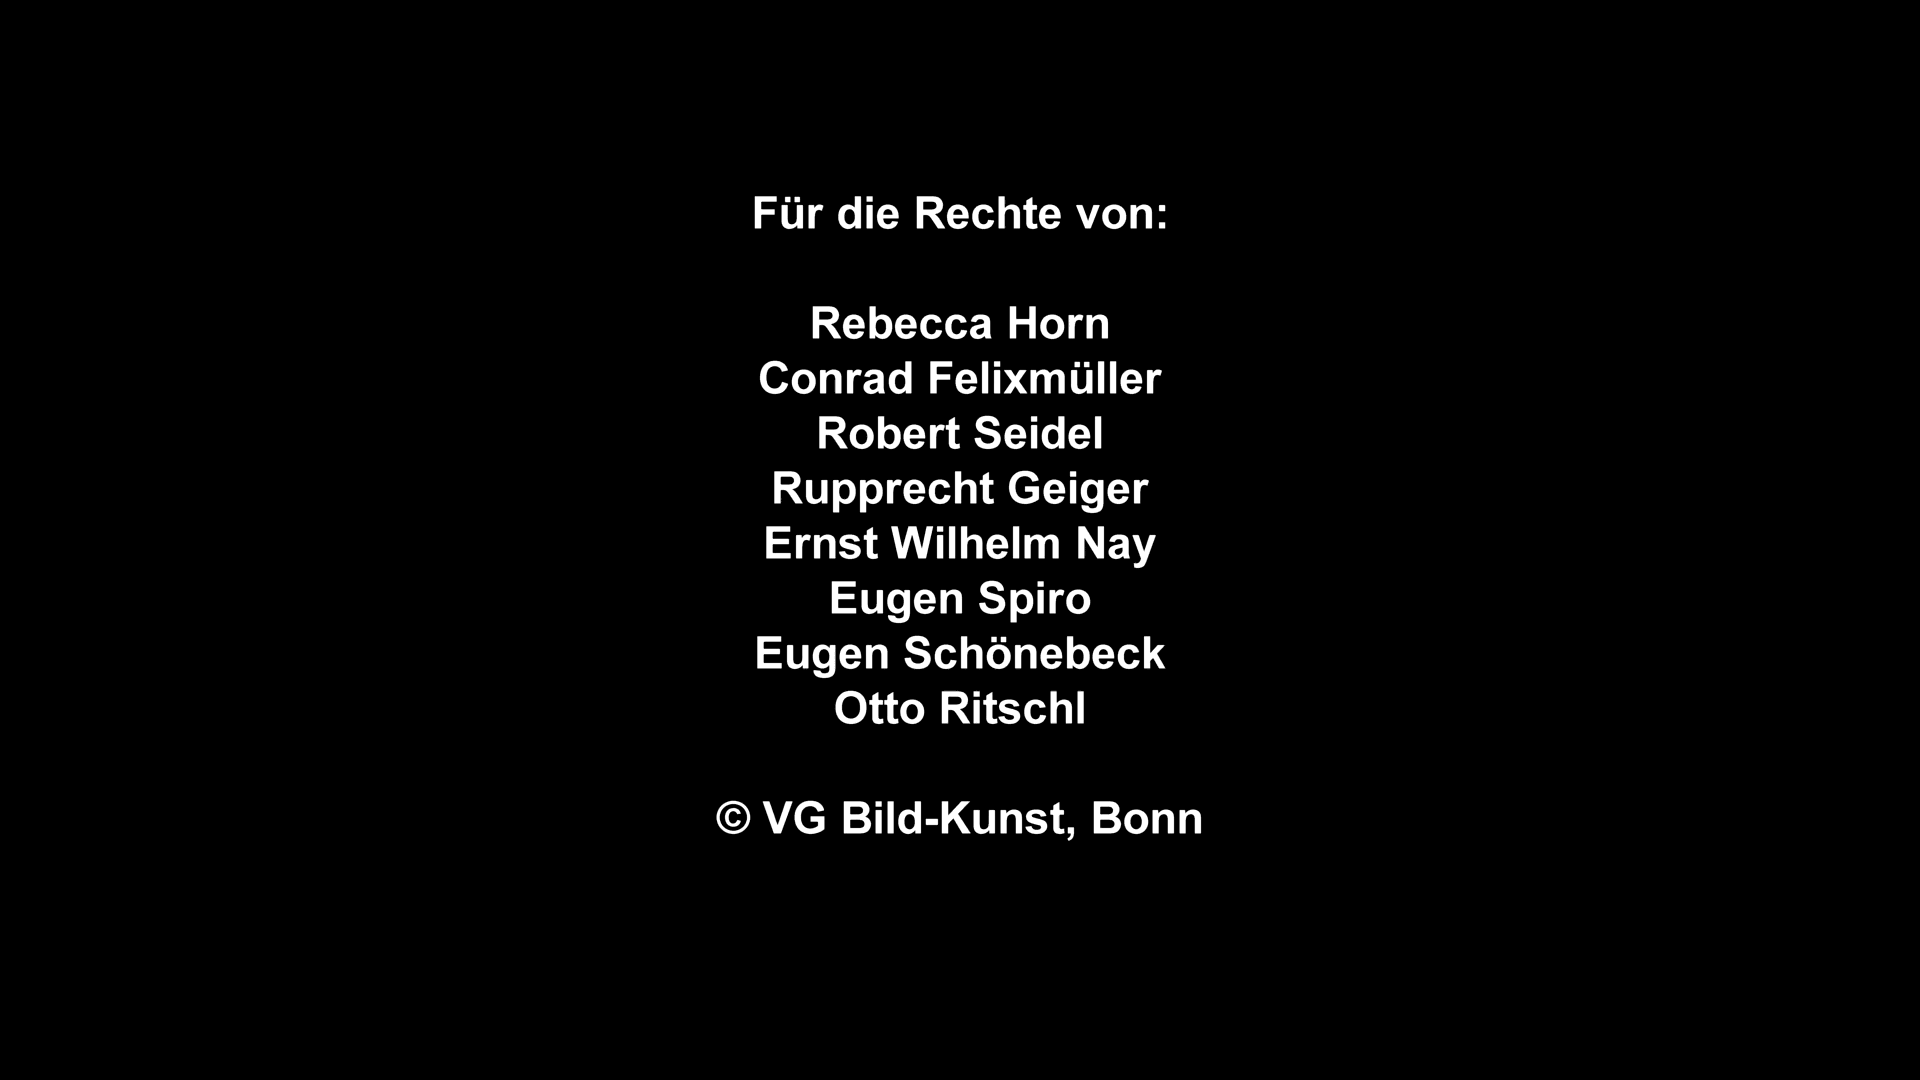 Für die Rechte von:
Rebecca Horn
Conrad Felixmüller
Robert Seidel
Rupprecht Geiger
Ernst Wilhelm Nay
Eugen Spiro
Eugen Schönebeck
Otto Ritschl
© VG Bild-Kunst, Bonn